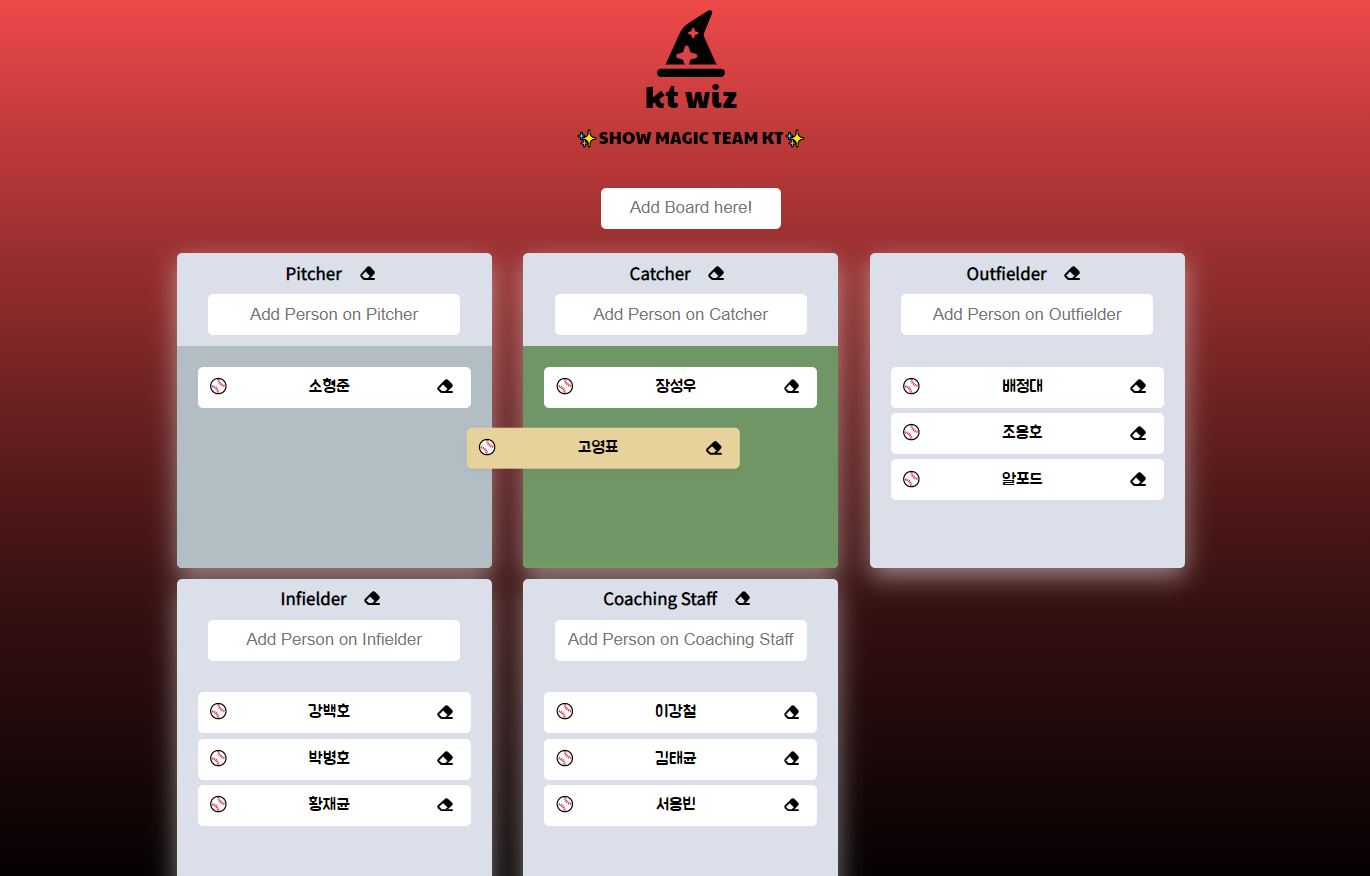 kt wiz
✨SHOW MAGIC TEAM KT✨
Add Board here!
Pitcher
Add Person on Pitcher
소형준
Catcher
Add Person on Catcher
장성우
고영표
Outfielder
Add Person on Outfielder
배정대
조용호
알포드
Infielder
Add Person on Infielder
강백호
박병호
황재균
Coaching Staff
Add Person on Coaching Staff
이강철
김태균
서용빈